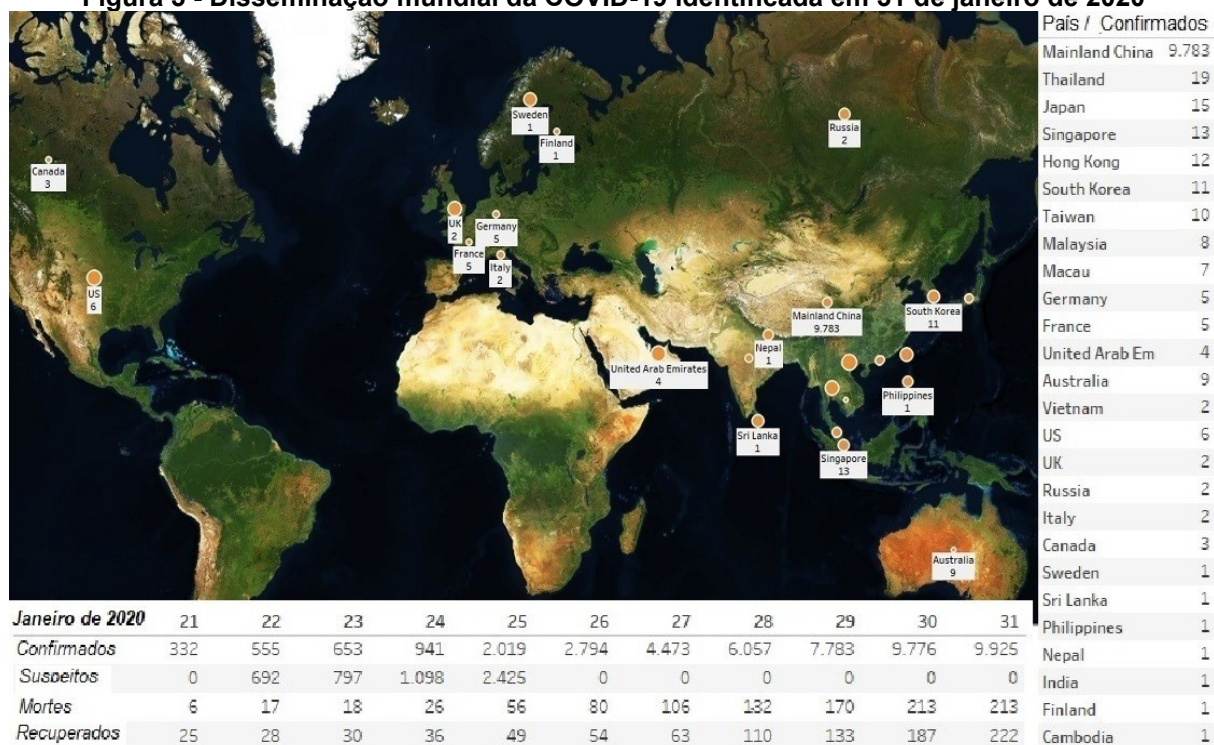 Figura 3 - Disseminação mundial da COVID-19 identificada em 31 de janeiro de 2020
Sweden
1
Finland
1
Russia
2
Canada
3
UK
2
Germany
5
France
5
Italy
2
US
6
Mainland China
9.783
South Korea
11
Nepal
1
United Arab Emirates
4
Philippines
1
Sri Lanka
1
Singapore
13
Australia
9
País / Confirmados
Mainland China 9.783
Thailand 19
Japan 15
Singapore 13
Hong Kong 12
South Korea 11
Taiwan 10
Malaysia 8
Macau 7
Germany 5
France 5
United Arab Em 4
Australia 9
Vietnam 2
US 6
UK 2
Russia 2
Italy 2
Canada 3
Sweden 1
Sri Lanka 1
Philippines 1
Nepal 1
India 1
Finland 1
Cambodia 1
Janeiro de 2020 21 22 23 24 25 26 27 28 29 30 31
Confirmados 332 555 653 941 2.019 2.794 4.473 6.057 7.783 9.776 9.925
Suspeitos 0 692 797 1.098 2.425 0 0 0 0 0 0
Mortes 6 17 18 26 56 80 106 132 170 213 213
Recuperados 25 28 30 36 49 54 63 110 133 187 222